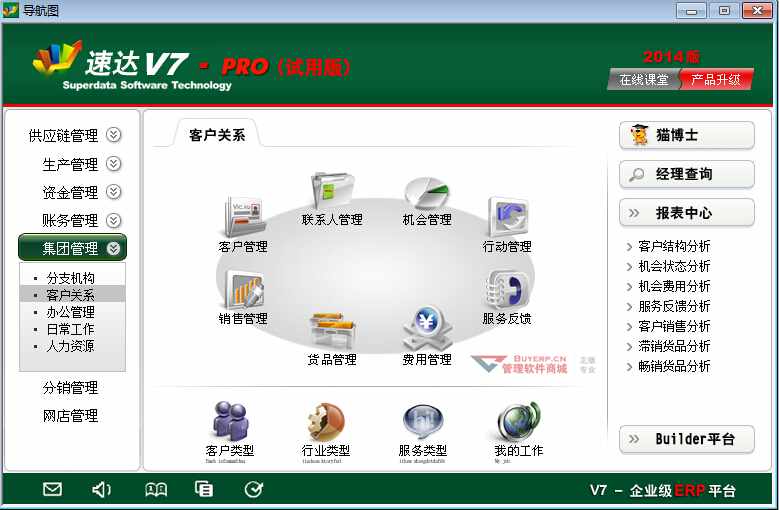 导航图
速达V7 - PRO（试用版）
Superdata Software Technology
2014版
在线课堂 产品升级
供应链管理
生产管理
资金管理
账务管理
集团管理
分支机构
客户关系
办公管理
日常工作
人力资源
分销管理
网店管理
客户关系
联系人管理
机会管理
客户管理
行动管理
销售管理
服务反馈
货品管理
费用管理
BUYERP.CN
管理软件商城
正版
专业
客户类型
行业类型
服务类型
我的工作
猫博士
经理查询
报表中心
客户结构分析
机会状态分析
机会费用分析
服务反馈分析
客户销售分析
滞销货品分析
畅销货品分析
Builder平台
V7 - 企业级ERP平台